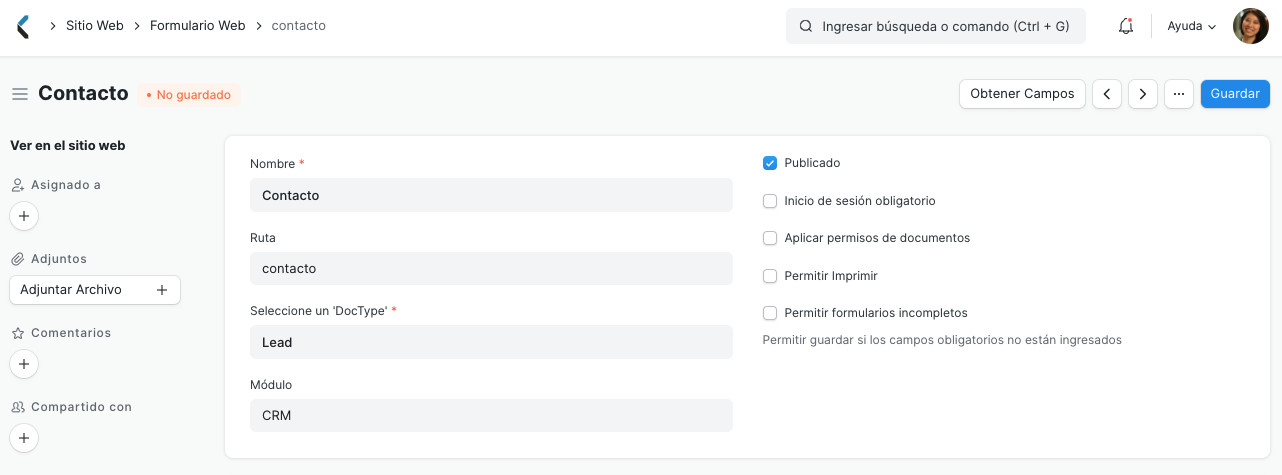 Sitio Web
Formulario Web
contacto
Ingresar búsqueda o comando (Ctrl + G)
Ayuda
Contacto
No guardado
Obtener Campos
Guardar
Ver en el sitio web
Asignado a
Adjuntos
Adjuntar Archivo
Comentarios
Compartido con
Nombre *
Contacto
Ruta
contacto
Seleccione un 'DocType' *
Lead
Módulo
CRM
Publicado
Inicio de sesión obligatorio
Aplicar permisos de documentos
Permitir Imprimir
Permitir formularios incompletos
Permitir guardar si los campos obligatorios no están ingresados